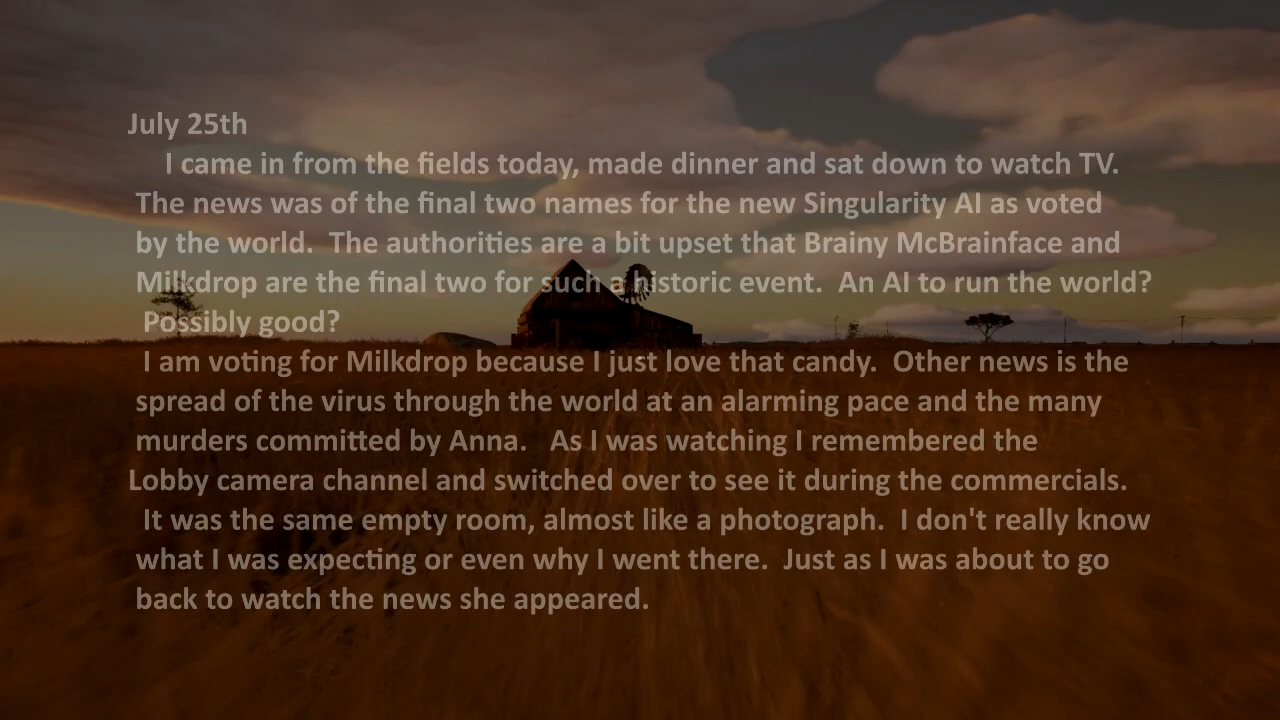 July 25th
I came in from the fields today, made dinner and sat down to watch TV.
The news was of the final two names for the new Singularity AI as voted
by the world. The authorities are a bit upset that Brainy McBrainface and
Milkdrop are the final two for such a historic event. An AI to run the world?
Possibly good?
I am voting for Milkdrop because I just love that candy. Other news is the
spread of the virus through the world at an alarming pace and the many
murders committed by Anna. As I was watching I remembered the
Lobby camera channel and switched over to see it during the commercials.
It was the same empty room, almost like a photograph. I don't really know
what I was expecting or even why I went there. Just as I was about to go
back to watch the news she appeared.